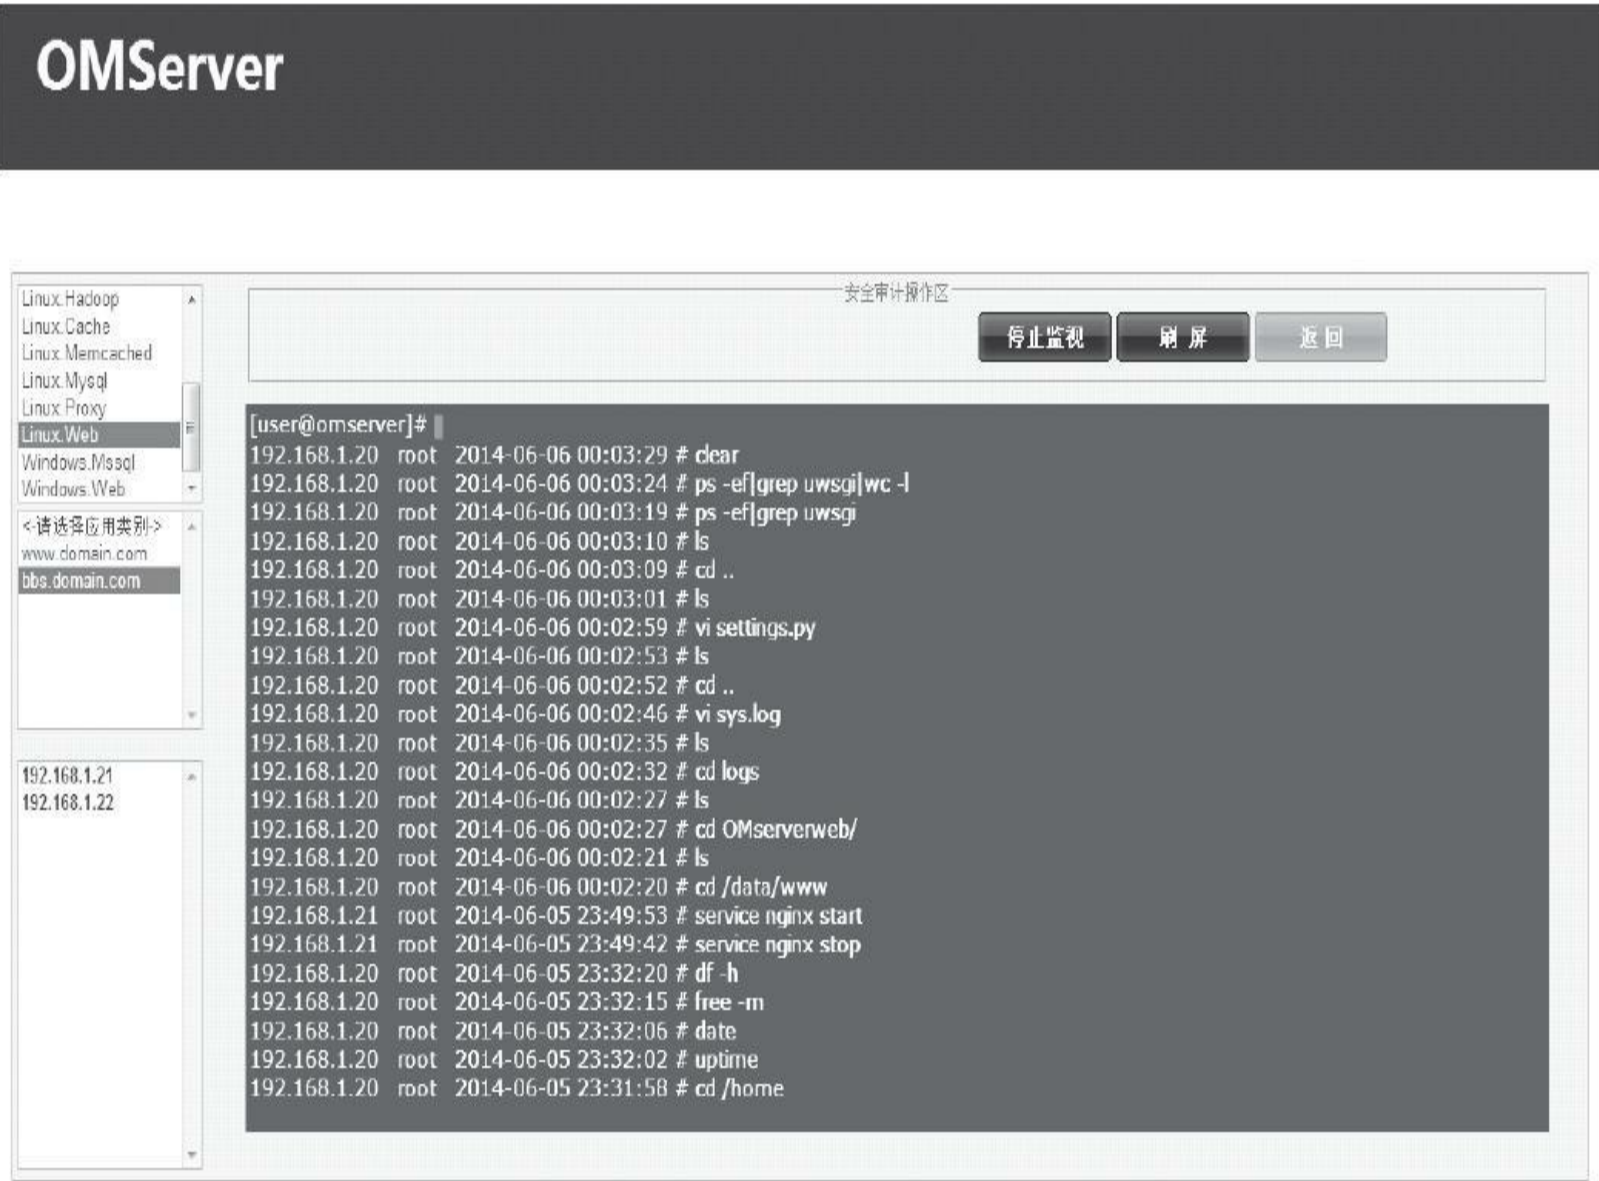 OMServer
Linux.Hadoop
Linux.Cache
Linux.Memcached
Linux.Mysql
Linux.Proxy
Linux.Web
Windows.Mssql
Windows.Web
<-请选择应用类别->
www.domain.com
bbs.domain.com
192.168.1.21
192.168.1.22
安全审计操作区
停止监视 刷 屏 返 回
[user@omserver]#
192.168.1.20 root 2014-06-06 00:03:29 # clear
192.168.1.20 root 2014-06-06 00:03:24 # ps -ef|grep uwsgi|wc -l
192.168.1.20 root 2014-06-06 00:03:19 # ps -ef|grep uwsgi
192.168.1.20 root 2014-06-06 00:03:10 # ls
192.168.1.20 root 2014-06-06 00:03:09 # cd ..
192.168.1.20 root 2014-06-06 00:03:01 # ls
192.168.1.20 root 2014-06-06 00:02:59 # vi settings.py
192.168.1.20 root 2014-06-06 00:02:53 # ls
192.168.1.20 root 2014-06-06 00:02:52 # cd ..
192.168.1.20 root 2014-06-06 00:02:46 # vi sys.log
192.168.1.20 root 2014-06-06 00:02:35 # ls
192.168.1.20 root 2014-06-06 00:02:32 # cd logs
192.168.1.20 root 2014-06-06 00:02:27 # ls
192.168.1.20 root 2014-06-06 00:02:27 # cd OMserverweb/
192.168.1.20 root 2014-06-06 00:02:21 # ls
192.168.1.20 root 2014-06-06 00:02:20 # cd /data/www
192.168.1.21 root 2014-06-05 23:49:53 # service nginx start
192.168.1.21 root 2014-06-05 23:49:42 # service nginx stop
192.168.1.20 root 2014-06-05 23:32:20 # df -h
192.168.1.20 root 2014-06-05 23:32:15 # free -m
192.168.1.20 root 2014-06-05 23:32:06 # date
192.168.1.20 root 2014-06-05 23:32:02 # uptime
192.168.1.20 root 2014-06-05 23:31:58 # cd /home